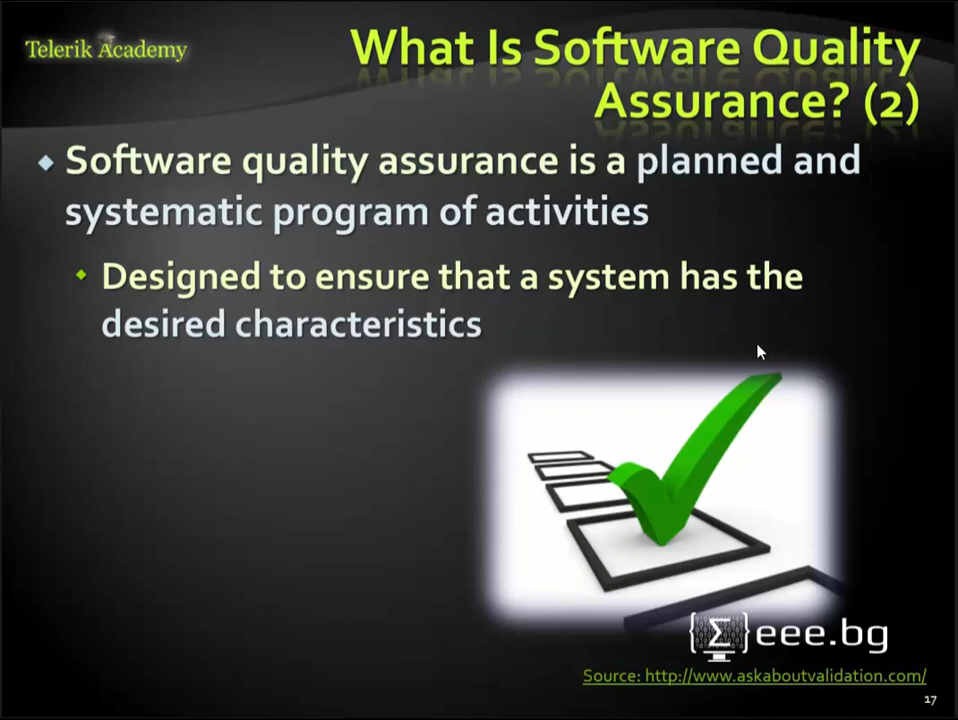 Telerik Academy
What Is Software Quality
Assurance? (2)
Software quality assurance is a planned and
systematic program of activities
Designed to ensure that a system has the
desired characteristics
{Σ}eee.bg
Source: http://www.askaboutvalidation.com/
17